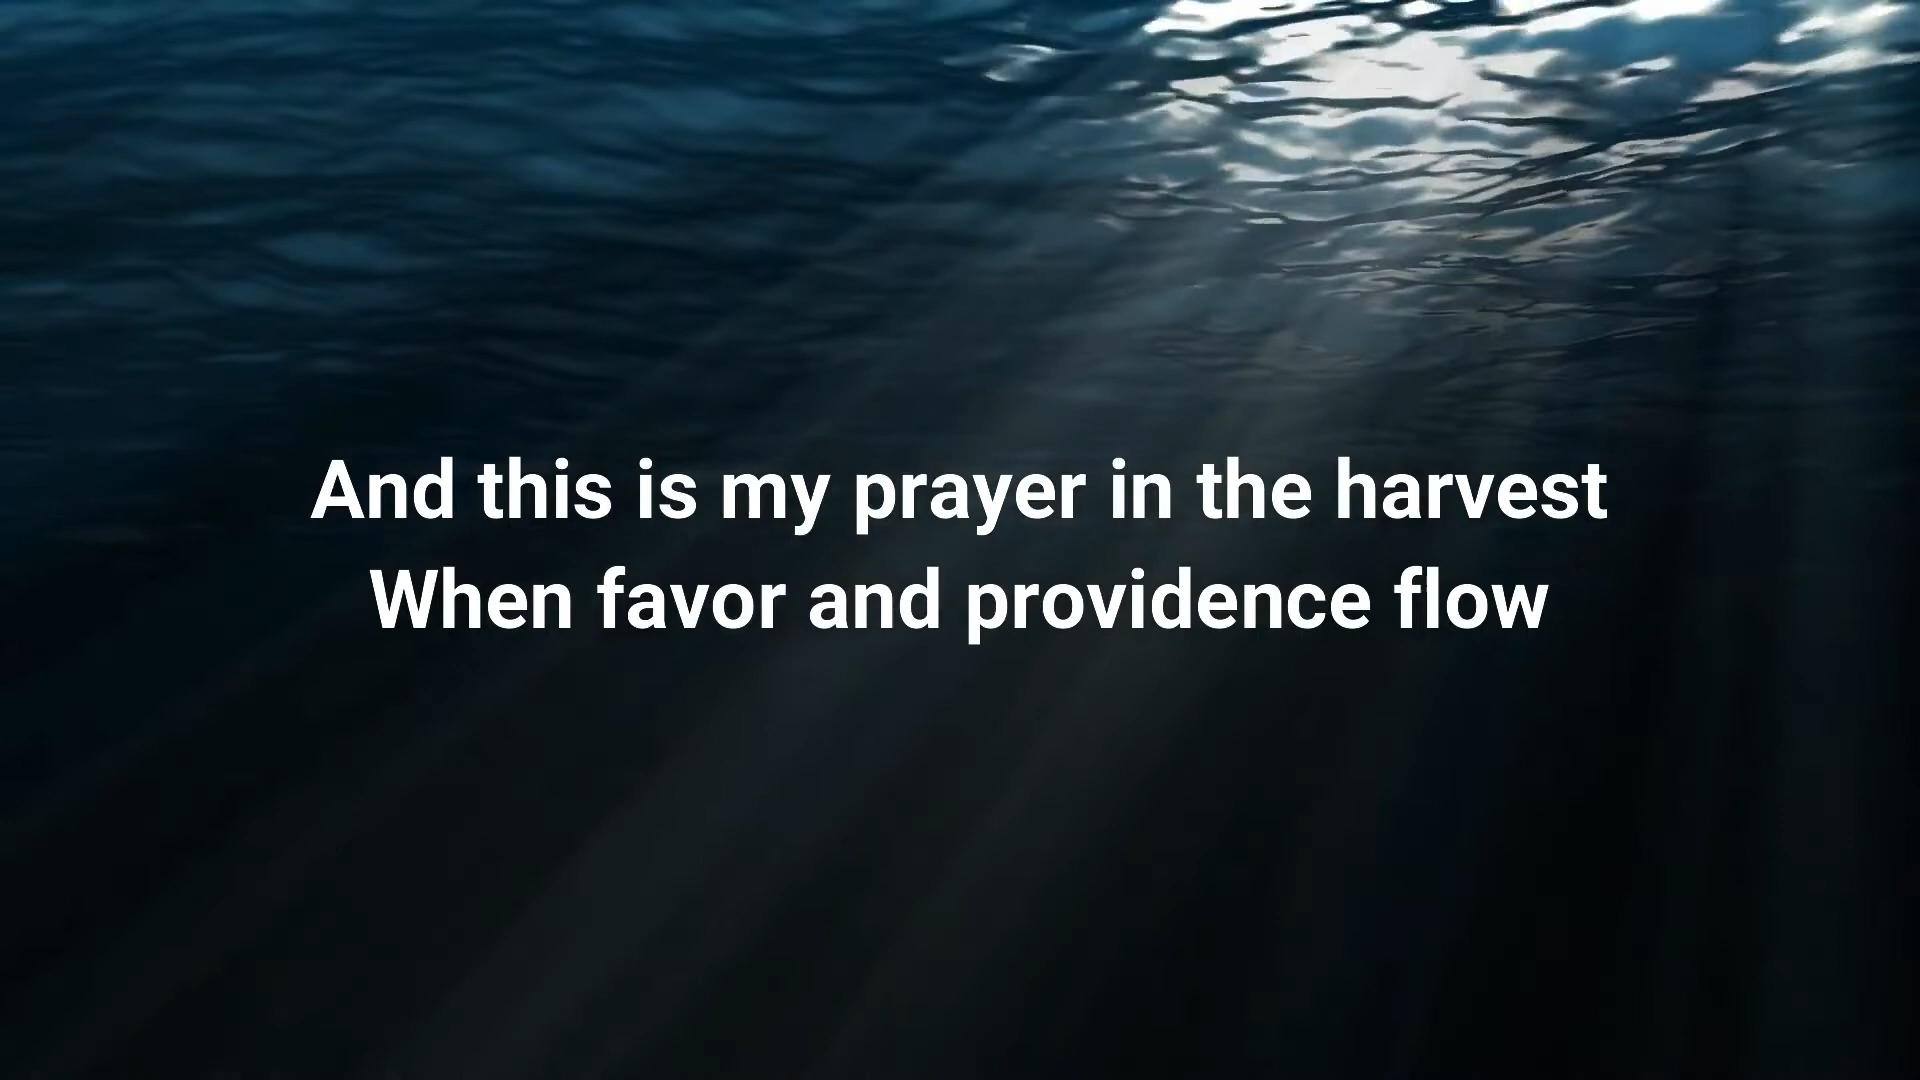 And this is my prayer in the harvest
When favor and providence flow